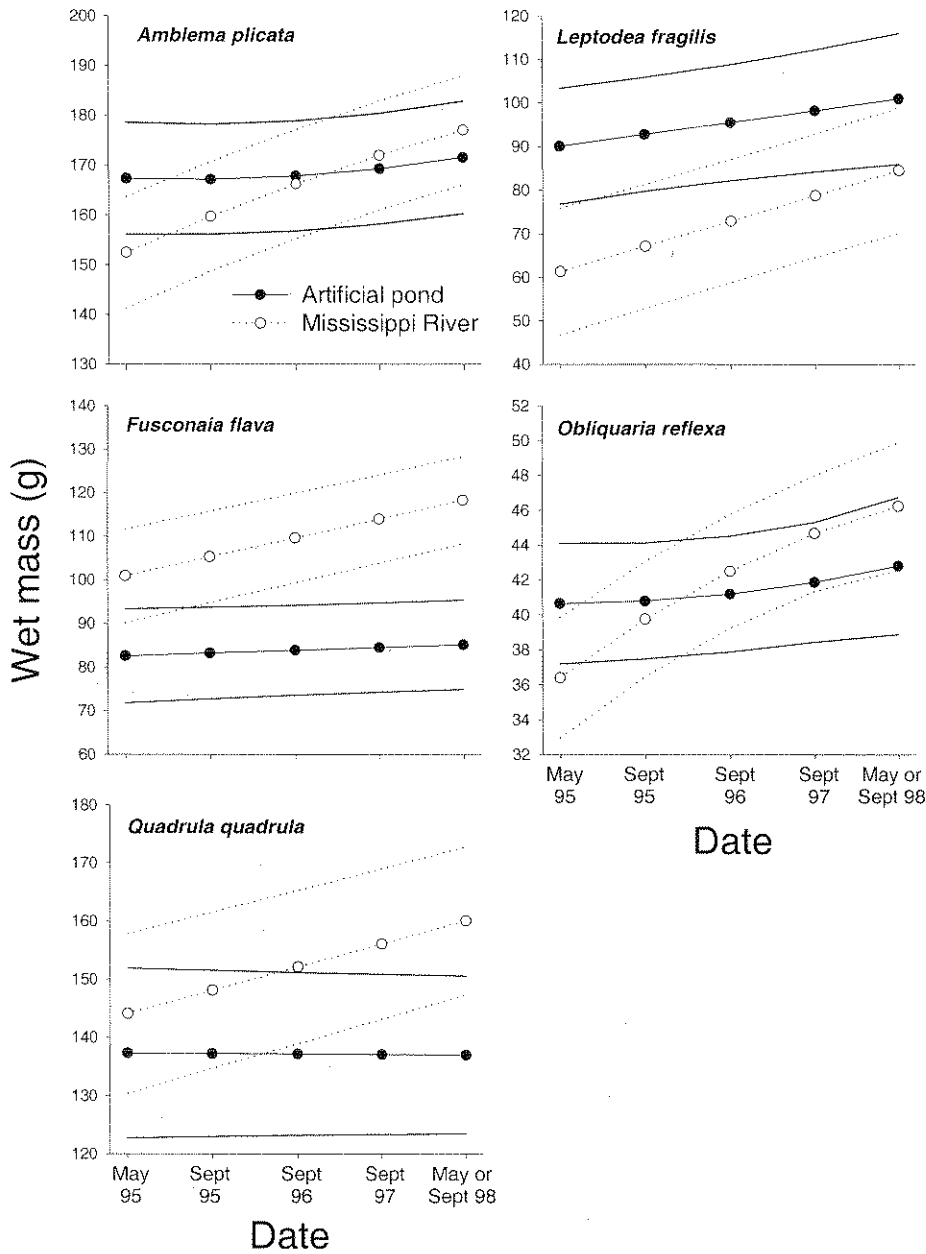 Wet mass (g)
Amblema plicata
200
190
180
170
160
150
140
130
Artificial pond
Mississippi River
Leptodea fragilis
120
110
100
90
80
70
60
50
40
Fusconaia flava
140
130
120
110
100
90
80
70
60
Obliquaria reflexa
52
50
48
46
44
42
40
38
36
34
32
May
95
Sept
95
Sept
96
Sept
97
May or
Sept 98
Date
Quadrula quadrula
180
170
160
150
140
130
120
May
95
Sept
95
Sept
96
Sept
97
May or
Sept 98
Date